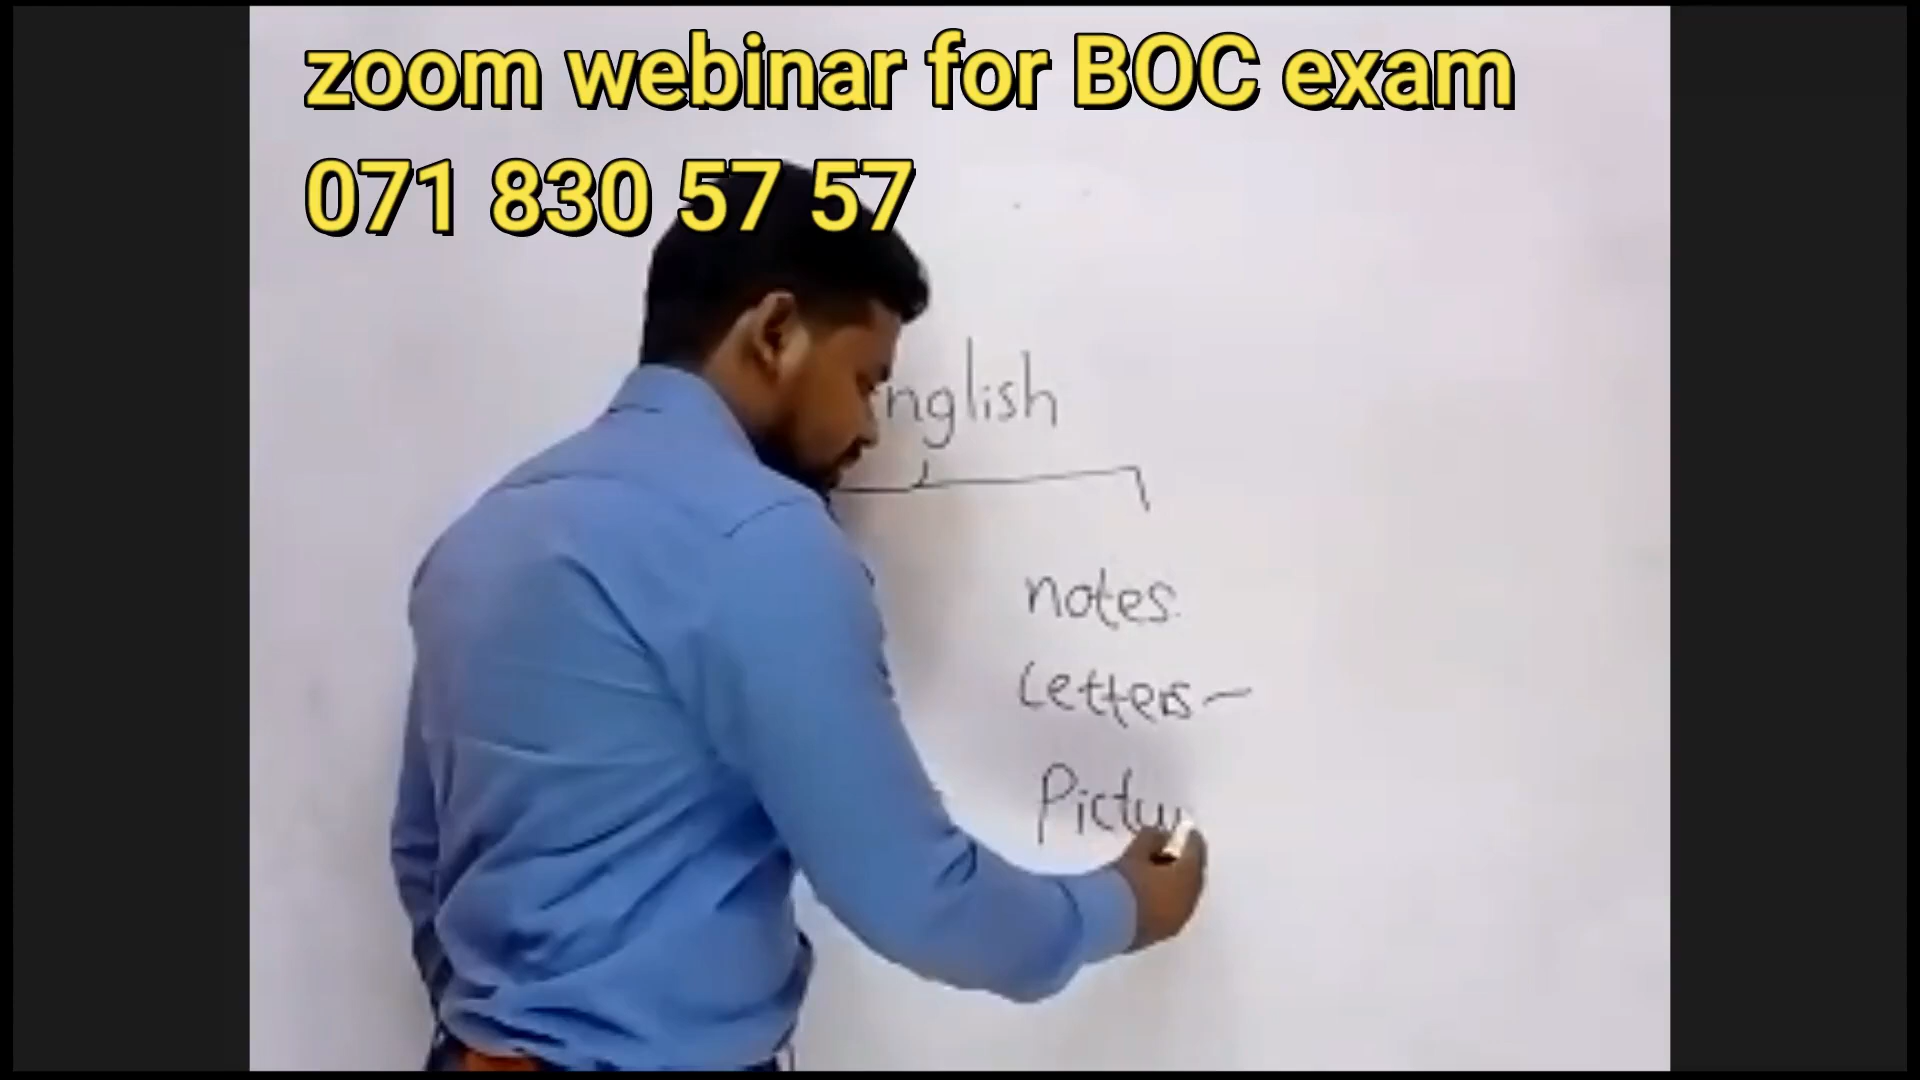 zoom webinar for BOC exam
071 830 57 57
nglish
notes
Letters -
Pictu